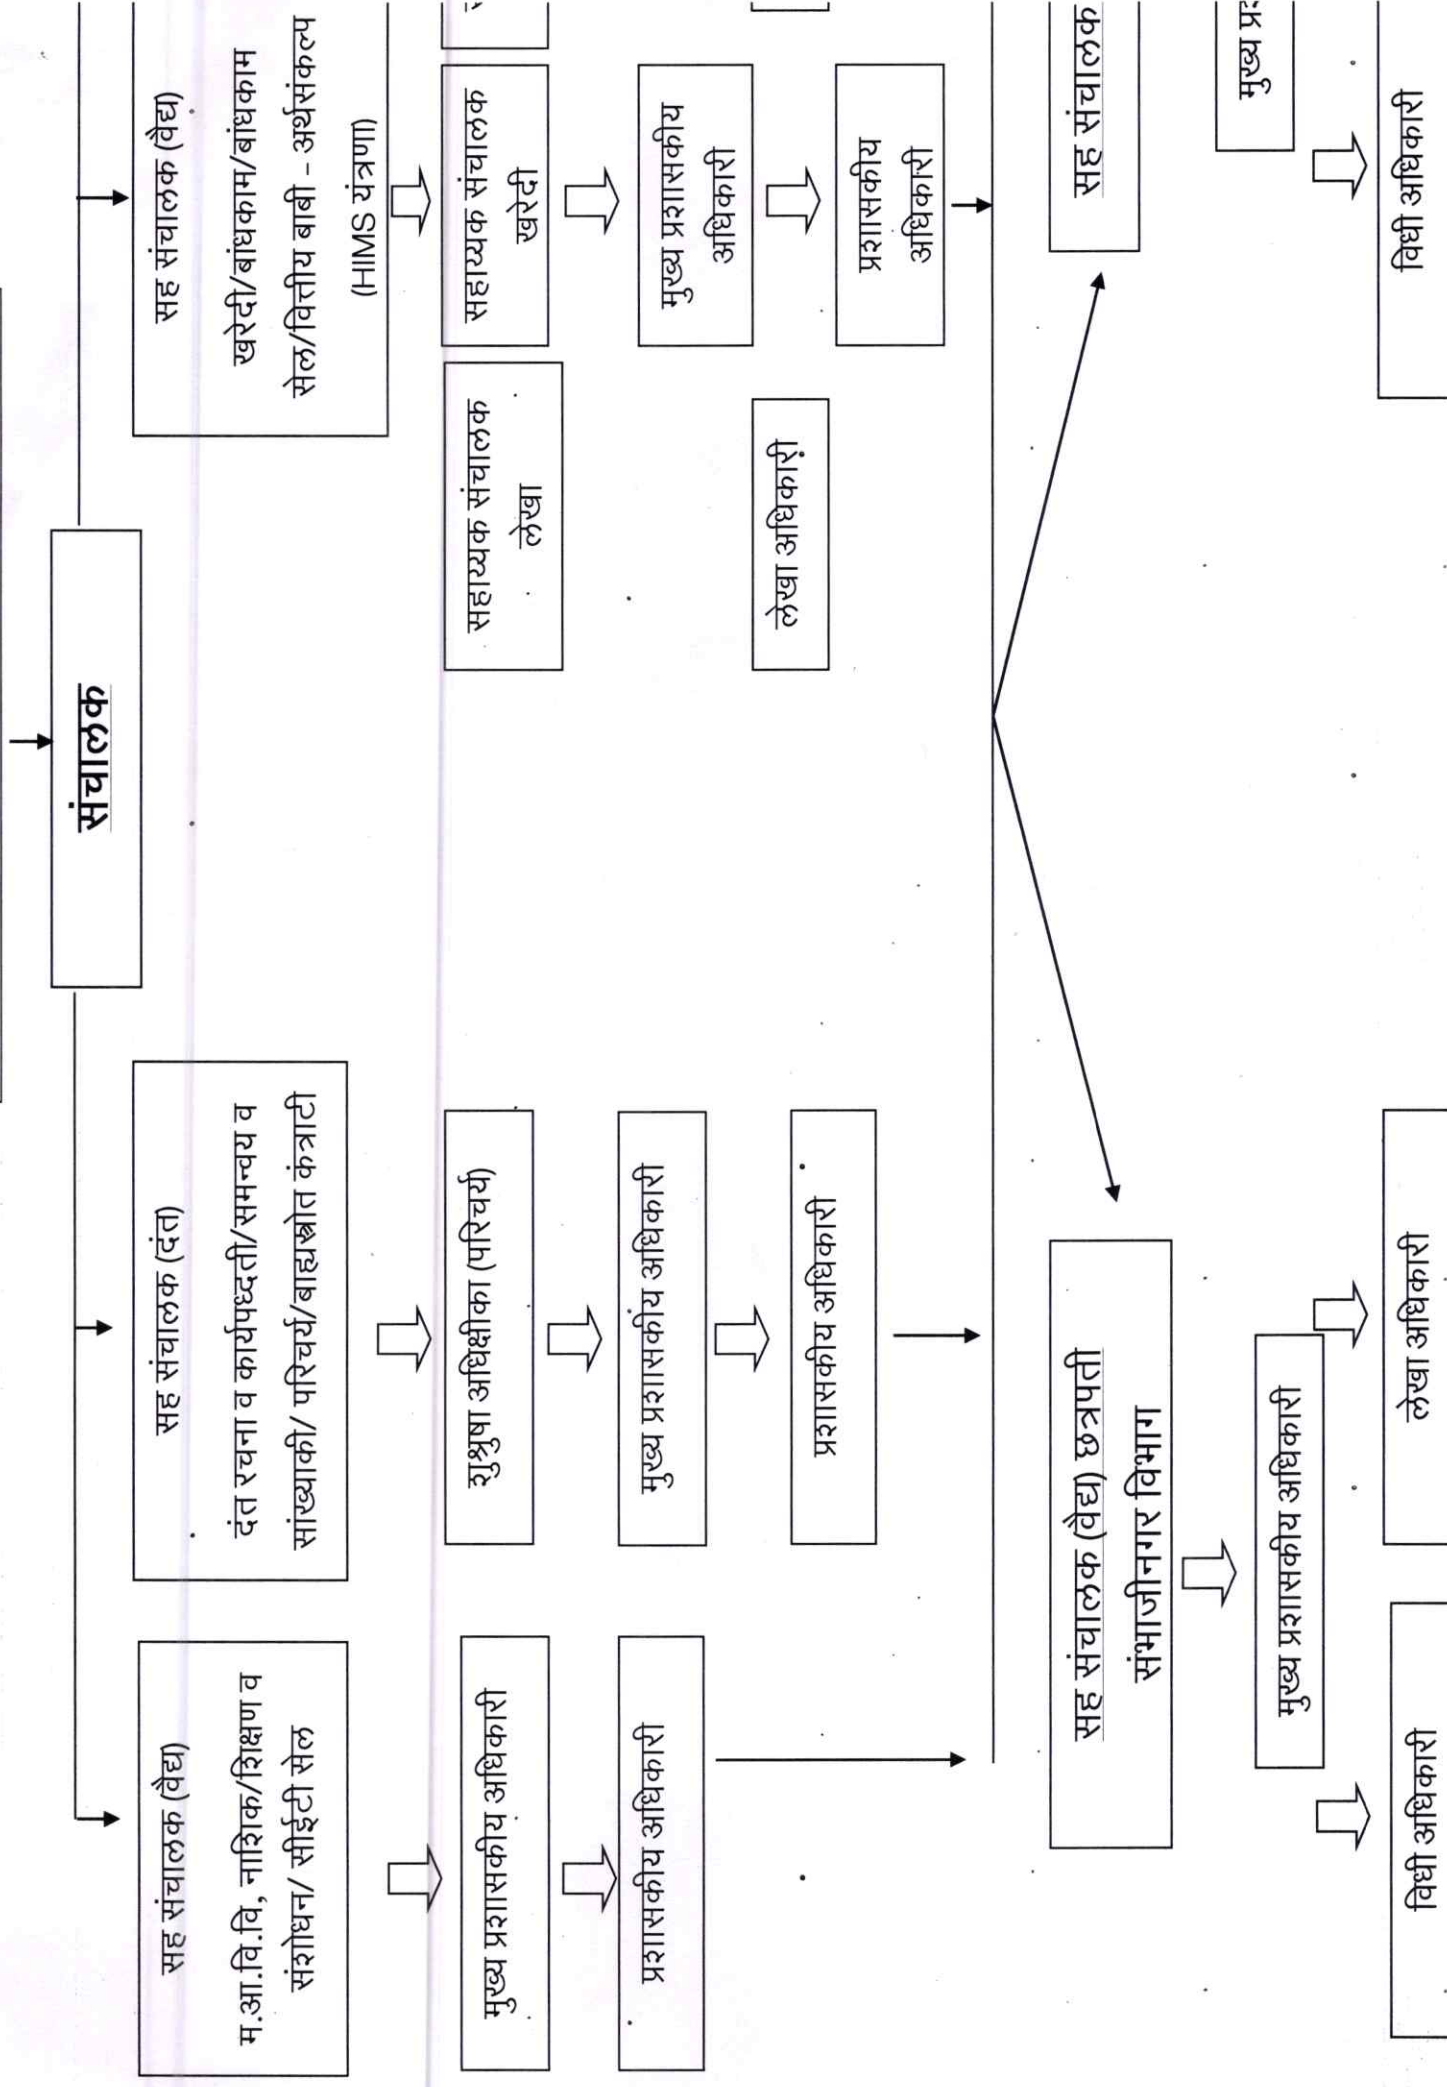 संचालक
सह संचालक (वैद्य)
म.आ.वि.वि, नाशिक/शिक्षण व
संशोधन/ सीईटी सेल
सह संचालक (दंत)
दंत रचना व कार्यपध्दती/समन्वय व
सांख्याकी/ परिचर्या/बाह्यस्त्रोत कंत्राटी
सह संचालक (वैद्य)
खरेदी/बांधकाम/बांधकाम
सेल/वित्तीय बाबी - अर्थसंकल्प
(HIMS यंत्रणा)
मुख्य प्रशासकीय अधिकारी
सुश्रुषा अधिक्षीका (परिचर्या)
सहाय्यक संचालक
लेखा
सहाय्यक संचालक
खरेदी
प्रशासकीय अधिकारी
मुख्य प्रशासकीय अधिकारी
मुख्य प्रशासकीय
अधिकारी
प्रशासकीय अधिकारी
लेखा अधिकारी
प्रशासकीय
अधिकारी
सह संचालक (वैद्य) छत्रपती
संभाजीनगर विभाग
सह संचालक
मुख्य प्रशासकीय अधिकारी
मुख्य
विधी अधिकारी
लेखा अधिकारी
विधी अधिकारी